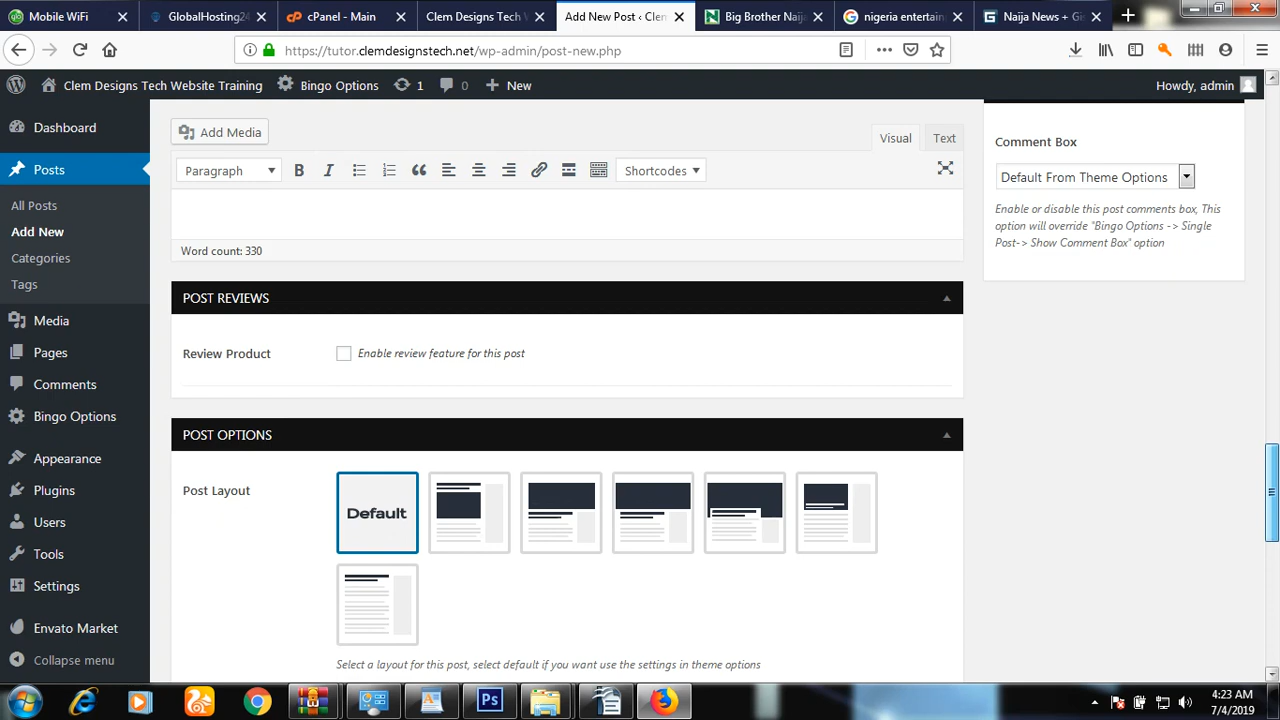 Mobile WiFi
GlobalHosting24
cPanel - Main
Clem Designs Tech W
Add New Post ‹ Clem
Big Brother Naij
nigeria entertain
Naija News + Gi
https://tutor.clemdesignstech.net/wp-admin/post-new.php
Clem Designs Tech Website Training
Bingo Options
1
0
New
Howdy, admin
Dashboard
Posts
All Posts
Add New
Categories
Tags
Media
Pages
Comments
Bingo Options
Appearance
Plugins
Users
Tools
Settings
Envato Market
Collapse menu
Add Media
Visual
Text
Paragraph
B
I
Shortcodes
Word count: 330
POST REVIEWS
Review Product
Enable review feature for this post
POST OPTIONS
Post Layout
Default
Select a layout for this post, select default if you want use the settings in theme options
Comment Box
Default From Theme Options
Enable or disable this post comments box, This
option will override "Bingo Options -> Single
Post-> Show Comment Box" option
Ps
4:23 AM
7/4/2019